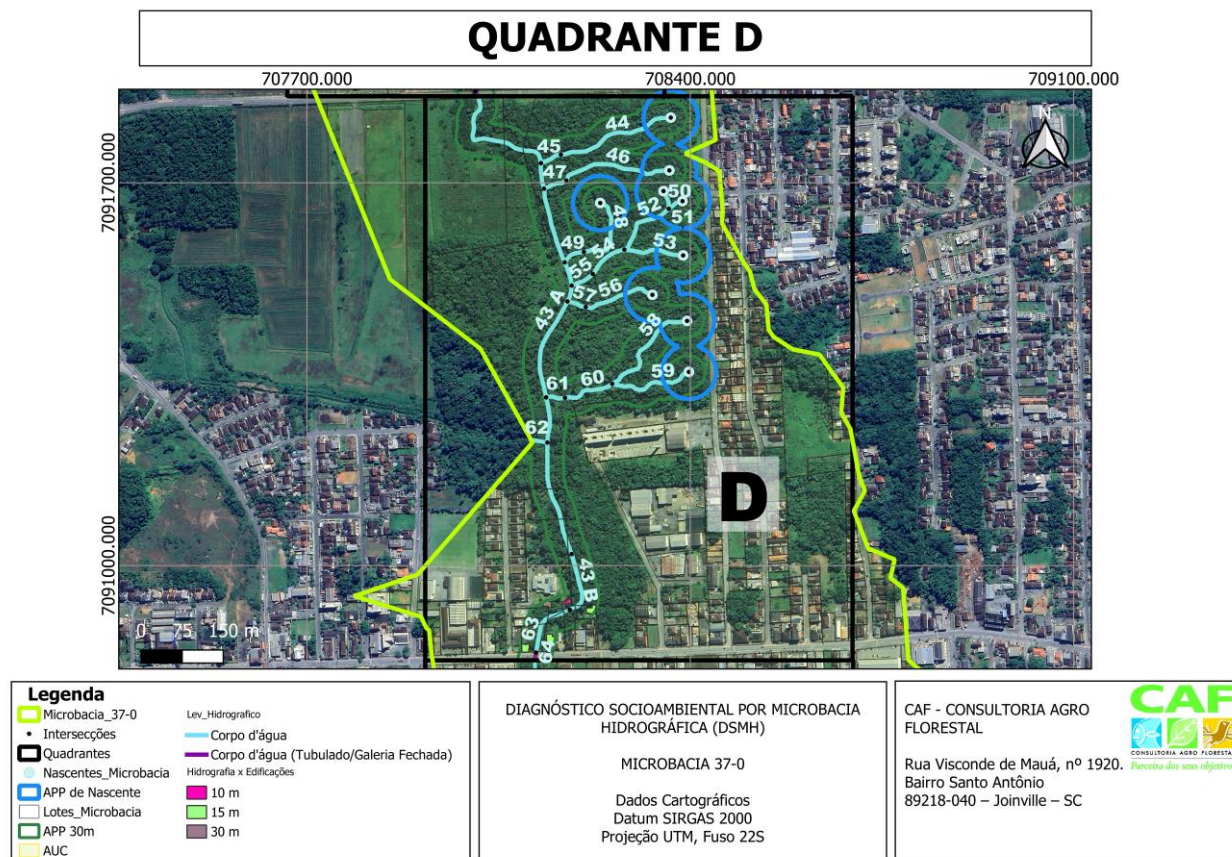 QUADRANTE D
707700.000 708400.000 709100.000
7091700.000
7091000.000
N
44
45
46
47
50
52
48
51
49
54
53
55
57
56
43 A
58
61
60
59
62
D
43 B
63
64
0 75 150 m
Legenda
Microbacia_37-0
Intersecções
Quadrantes
Nascentes_Microbacia
APP de Nascente
Lotes_Microbacia
APP 30m
AUC
Lev_Hidrografico
Corpo d'água
Corpo d'água (Tubulado/Galeria Fechada)
Hidrografia x Edificações
10 m
15 m
30 m
DIAGNÓSTICO SOCIOAMBIENTAL POR MICROBACIA
HIDROGRÁFICA (DSMH)
MICROBACIA 37-0
Dados Cartográficos
Datum SIRGAS 2000
Projeção UTM, Fuso 22S
CAF - CONSULTORIA AGRO
FLORESTAL
Rua Visconde de Mauá, nº 1920.
Bairro Santo Antônio
89218-040 – Joinville – SC
CAF
CONSULTORIA AGRO FLORESTAL
Parceira dos seus objetivos